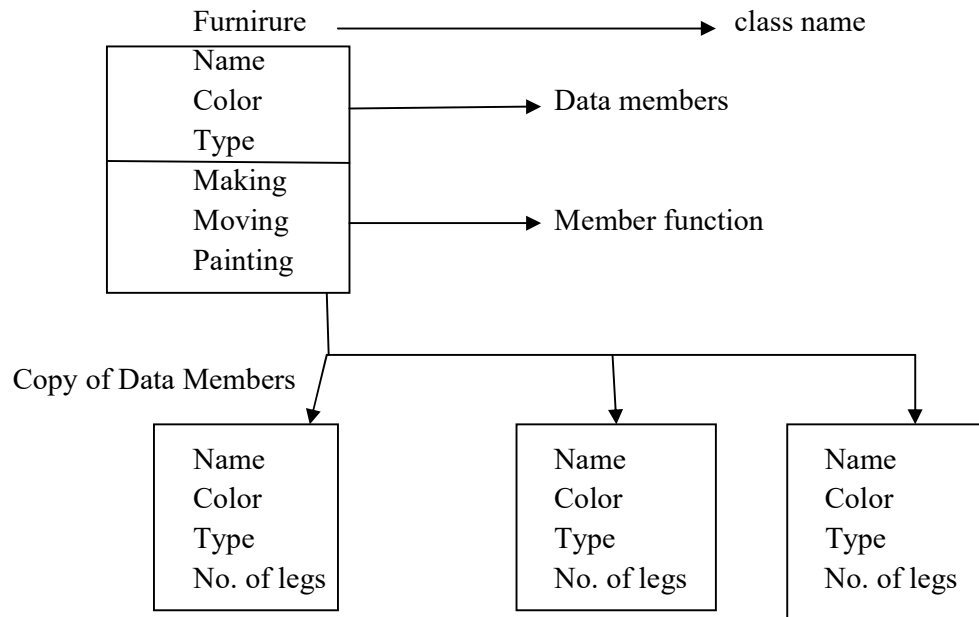 Furnirure class name
Name
Color
Type
Data members
Making
Moving
Painting
Member function
Copy of Data Members
Name
Color
Type
No. of legs
Name
Color
Type
No. of legs
Name
Color
Type
No. of legs